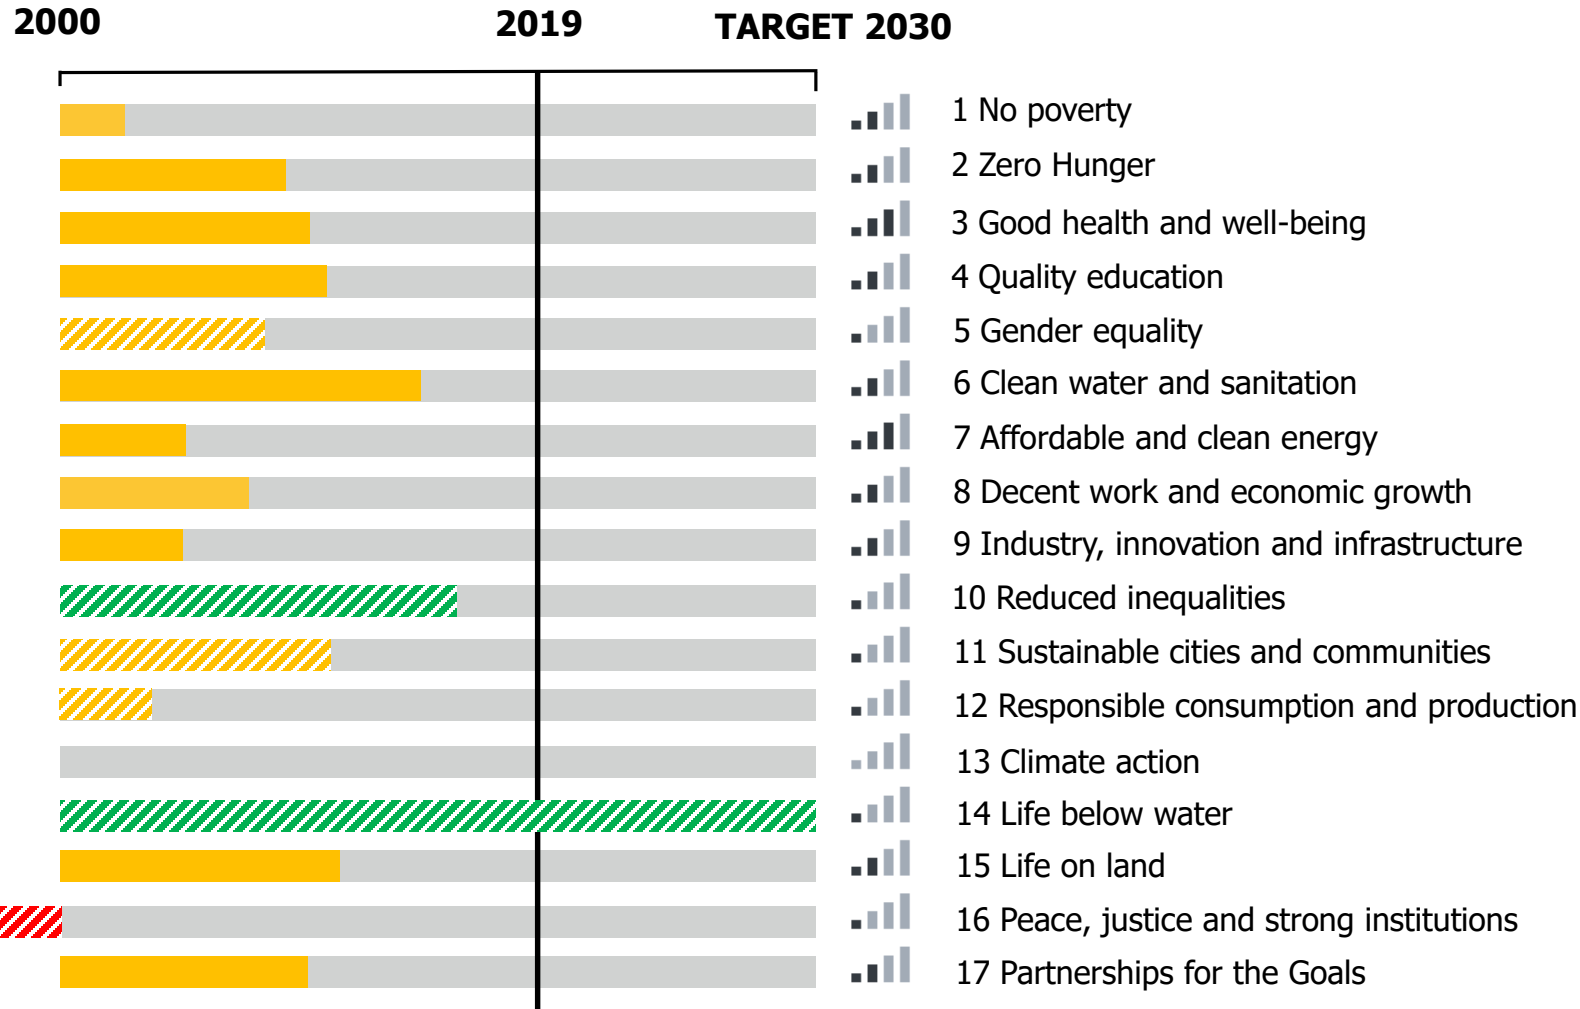 2000 2019 TARGET 2030
1 No poverty
2 Zero Hunger
3 Good health and well-being
4 Quality education
5 Gender equality
6 Clean water and sanitation
7 Affordable and clean energy
8 Decent work and economic growth
9 Industry, innovation and infrastructure
10 Reduced inequalities
11 Sustainable cities and communities
12 Responsible consumption and production
13 Climate action
14 Life below water
15 Life on land
16 Peace, justice and strong institutions
17 Partnerships for the Goals